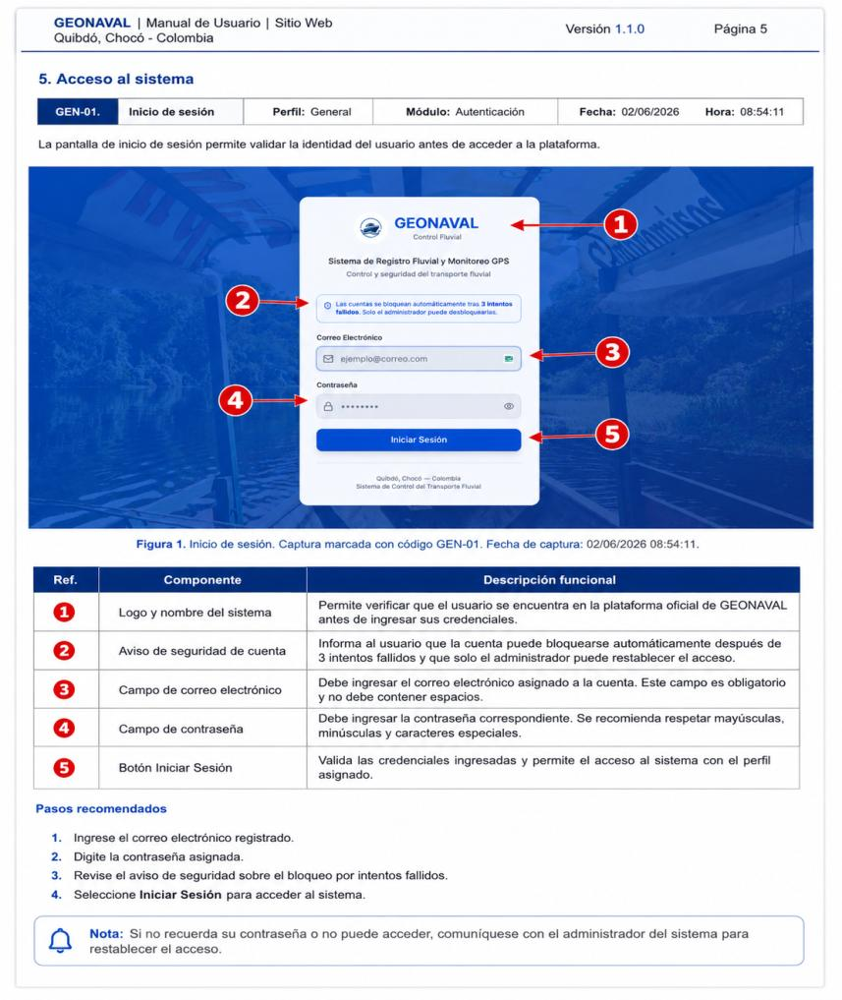 GEONAVAL | Manual de Usuario | Sitio Web
Quibdó, Chocó - Colombia
Versión 1.1.0
Página 5
5. Acceso al sistema
GEN-01. Inicio de sesión Perfil: General Módulo: Autenticación Fecha: 02/06/2026 Hora: 08:54:11
La pantalla de inicio de sesión permite validar la identidad del usuario antes de acceder a la plataforma.
GEONAVAL
Control Fluvial
1
Sistema de Registro Fluvial y Monitoreo GPS
Control y seguridad del transporte fluvial
2
Las cuentas se bloquean automáticamente tras 3 intentos
fallidos. Solo el administrador puede desbloquearlas.
Correo Electrónico
ejemplo@correo.com
3
Contraseña
4
••••••••
Iniciar Sesión
5
Quibdó, Chocó — Colombia
Sistema de Control del Transporte Fluvial
Figura 1. Inicio de sesión. Captura marcada con código GEN-01. Fecha de captura: 02/06/2026 08:54:11.
Ref. Componente Descripción funcional
1 Logo y nombre del sistema Permite verificar que el usuario se encuentra en la plataforma oficial de GEONAVAL
antes de ingresar sus credenciales.
2 Aviso de seguridad de cuenta Informa al usuario que la cuenta puede bloquearse automáticamente después de
3 intentos fallidos y que solo el administrador puede restablecer el acceso.
3 Campo de correo electrónico Debe ingresar el correo electrónico asignado a la cuenta. Este campo es obligatorio
y no debe contener espacios.
4 Campo de contraseña Debe ingresar la contraseña correspondiente. Se recomienda respetar mayúsculas,
minúsculas y caracteres especiales.
5 Botón Iniciar Sesión Valida las credenciales ingresadas y permite el acceso al sistema con el perfil
asignado.
Pasos recomendados
1. Ingrese el correo electrónico registrado.
2. Digite la contraseña asignada.
3. Revise el aviso de seguridad sobre el bloqueo por intentos fallidos.
4. Seleccione Iniciar Sesión para acceder al sistema.
Nota: Si no recuerda su contraseña o no puede acceder, comuníquese con el administrador del sistema para
restablecer el acceso.